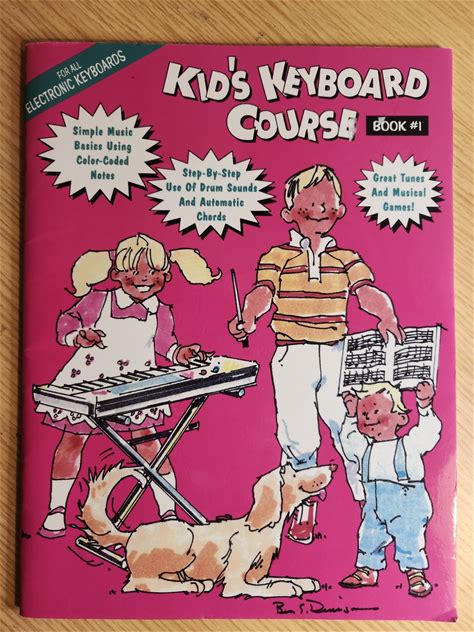 FOR ALL
ELECTRONIC KEYBOARDS
KID'S KEYBOARD
COURSE
BOOK #1
Simple Music
Basics Using
Color-Coded
Notes
Step-By-Step
Use Of Drum Sounds
And Automatic
Chords
Great Tunes
And Musical
Games!